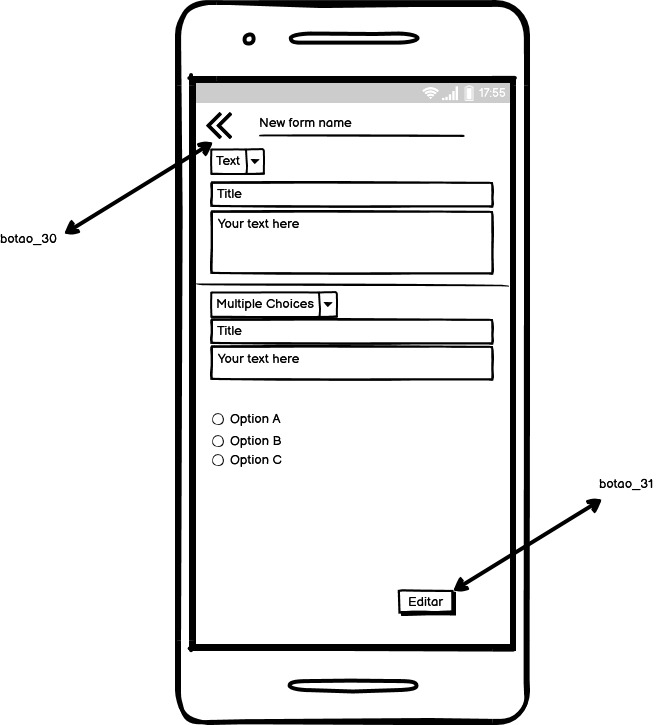 17:55
New form name
Text
Title
Your text here
botao_30
Multiple Choices
Title
Your text here
Option A
Option B
Option C
botao_31
Editar